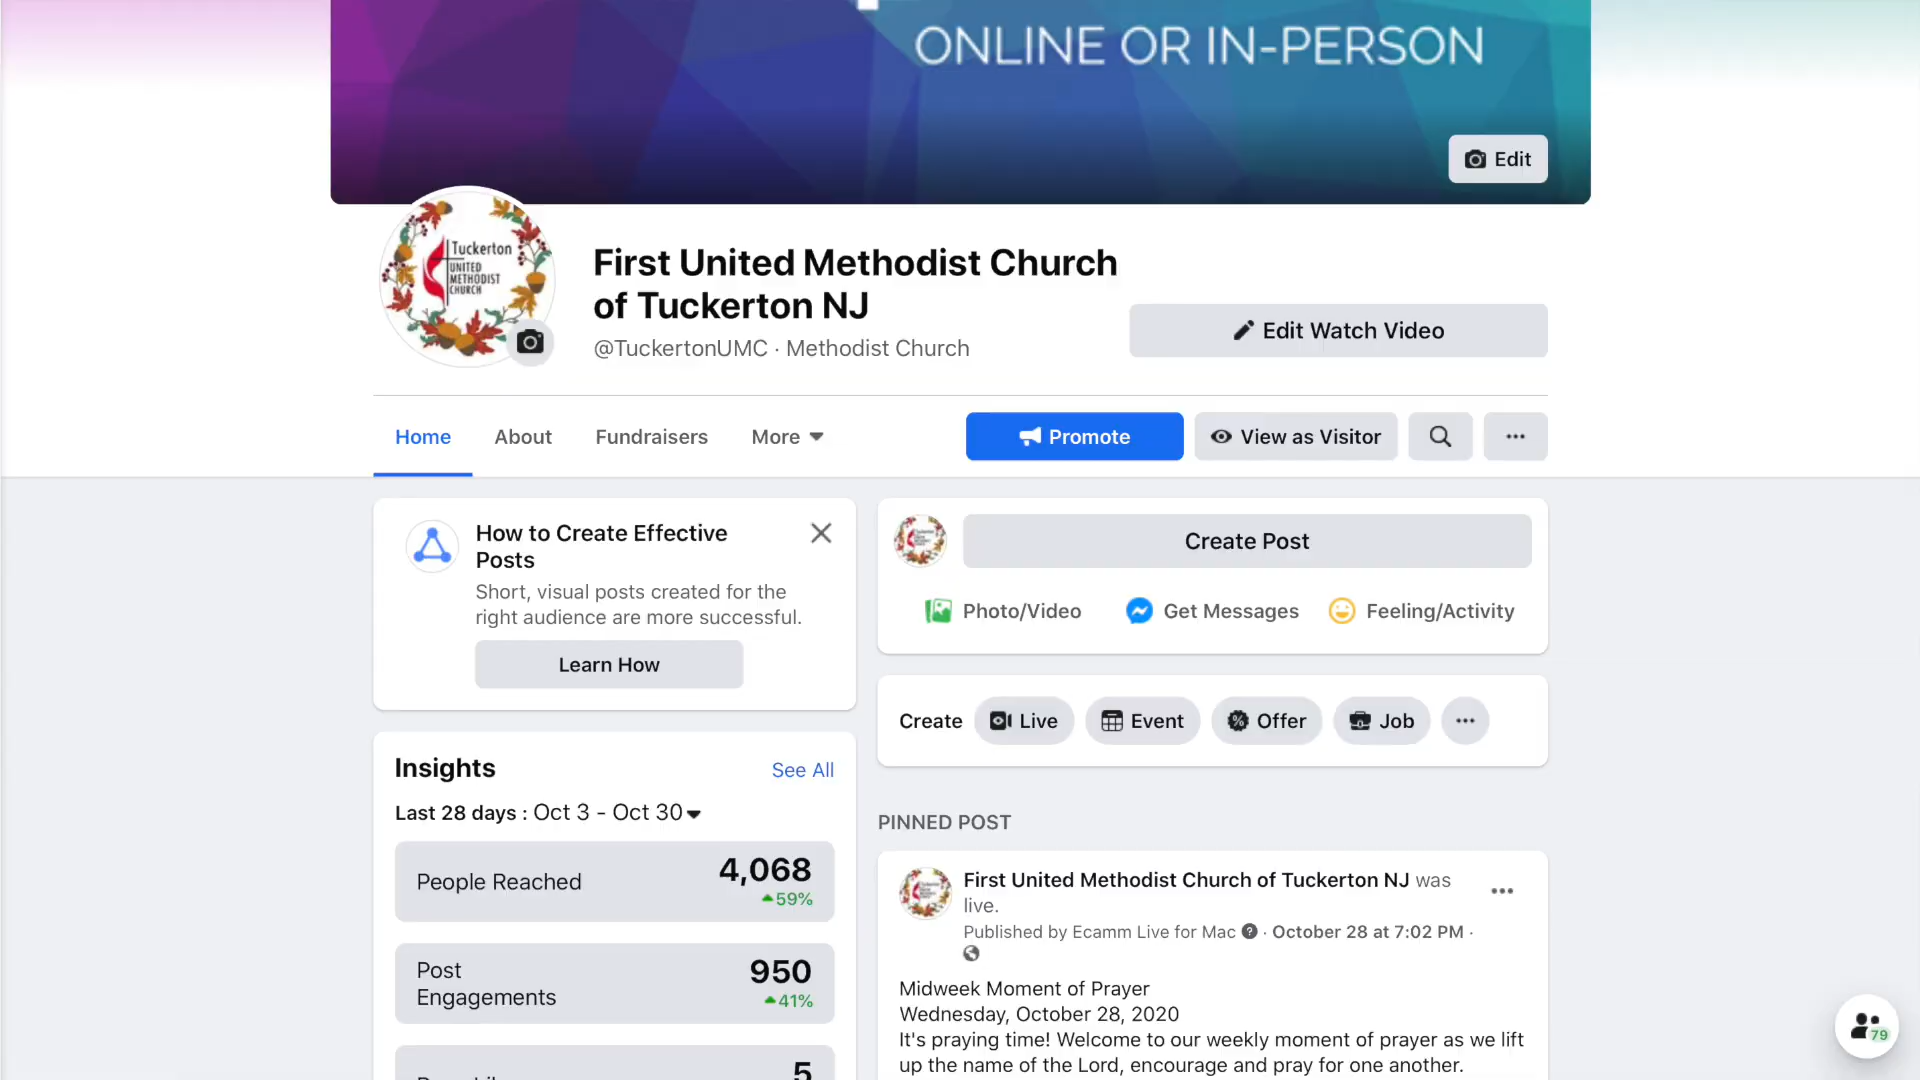 ONLINE OR IN-PERSON
Edit
Tuckerton
UNITED
METHODIST
CHURCH
First United Methodist Church
of Tuckerton NJ
@TuckertonUMC · Methodist Church
Edit Watch Video
Home
About
Fundraisers
More
Promote
View as Visitor
How to Create Effective
Posts
Short, visual posts created for the
right audience are more successful.
Learn How
Create Post
Photo/Video
Get Messages
Feeling/Activity
Create
Live
Event
Offer
Job
Insights
See All
Last 28 days : Oct 3 - Oct 30
People Reached
4,068
59%
Post
Engagements
950
41%
5
PINNED POST
First United Methodist Church of Tuckerton NJ was
live.
Published by Ecamm Live for Mac · October 28 at 7:02 PM ·
Midweek Moment of Prayer
Wednesday, October 28, 2020
It's praying time! Welcome to our weekly moment of prayer as we lift
up the name of the Lord, encourage and pray for one another.
79